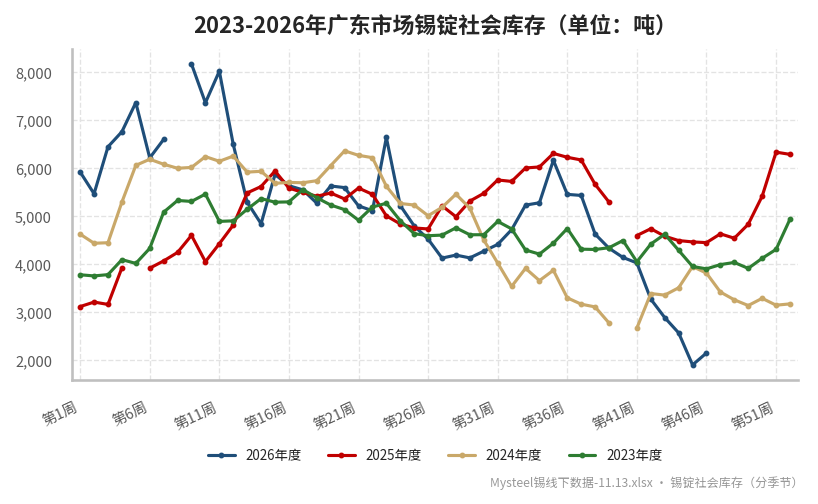 2023-2026年广东市场锡锭社会库存（单位：吨）
8,000
7,000
6,000
5,000
4,000
3,000
2,000
第1周 第6周 第11周 第16周 第21周 第26周 第31周 第36周 第41周 第46周 第51周
2026年度 2025年度 2024年度 2023年度
Mysteel锡线下数据-11.13.xlsx · 锡锭社会库存（分季节）